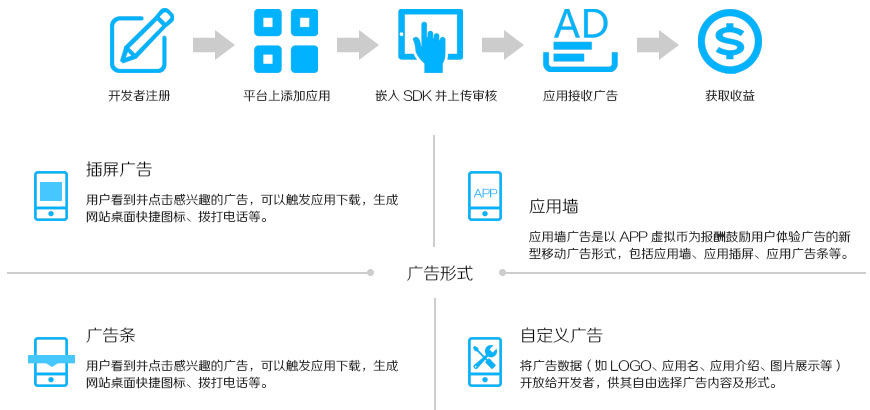 AD
开发者注册
平台上添加应用
嵌入 SDK 并上传审核
应用接收广告
获取收益
插屏广告
用户看到并点击感兴趣的广告，可以触发应用下载，生成
网站桌面快捷图标、拨打电话等。
APP
应用墙
应用墙广告是以 APP 虚拟币为报酬鼓励用户体验广告的新
型移动广告形式，包括应用墙、应用插屏、应用广告条等。
广告形式
广告条
用户看到并点击感兴趣的广告，可以触发应用下载，生成
网站桌面快捷图标、拨打电话等。
自定义广告
将广告数据（如 LOGO、应用名、应用介绍、图片展示等）
开放给开发者，供其自由选择广告内容及形式。